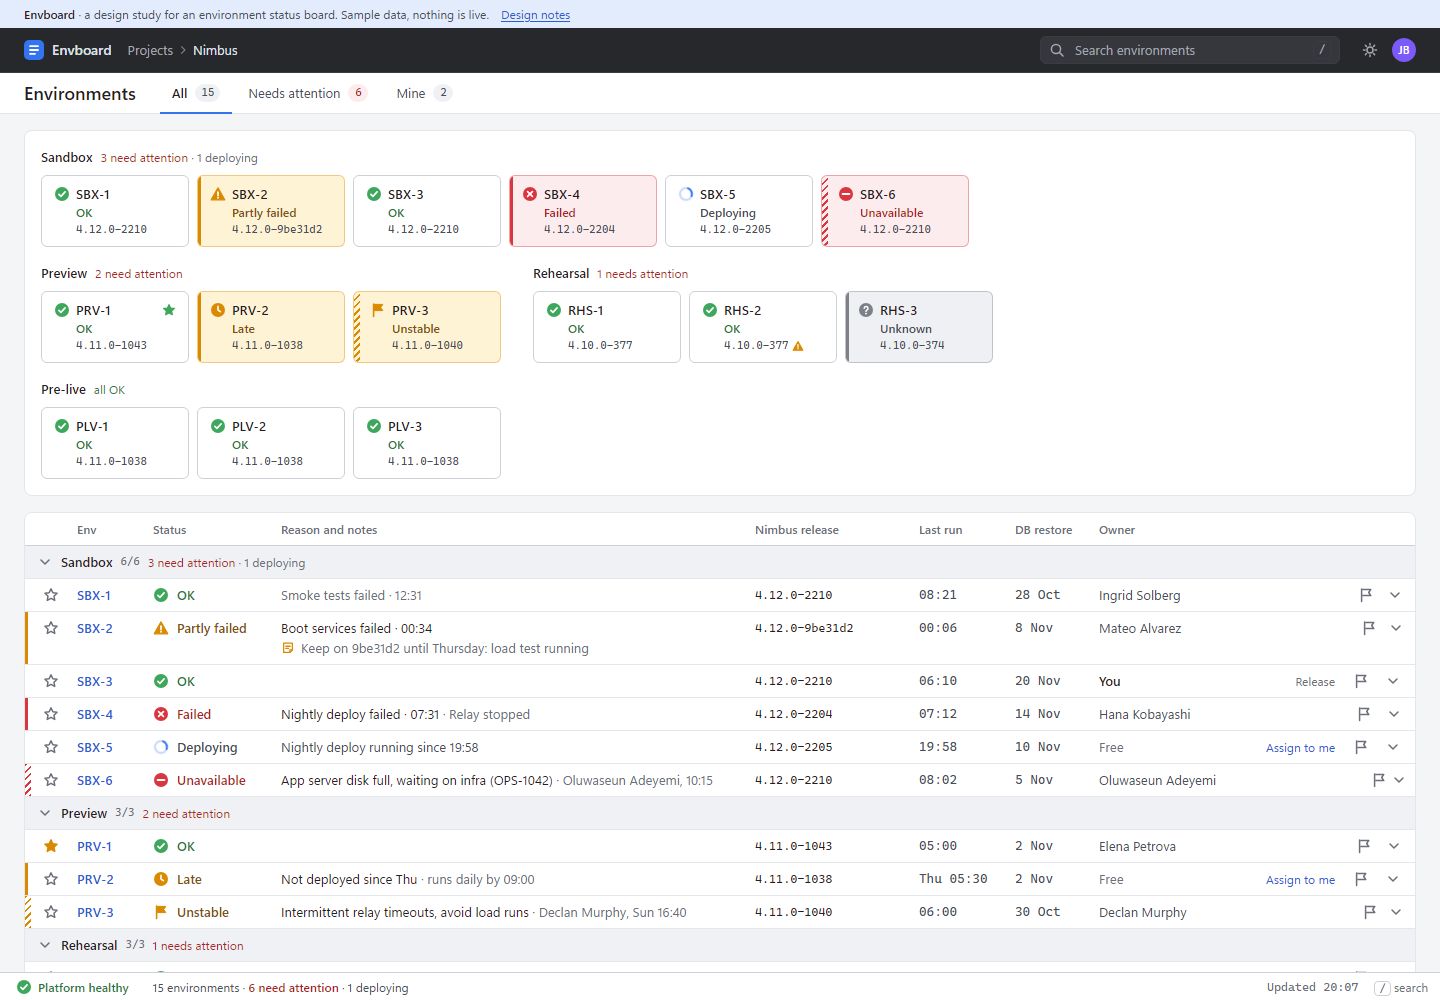 Envboard · a design study for an environment status board. Sample data, nothing is live. Design notes
Envboard Projects Nimbus Search environments / JB
Environments All 15 Needs attention 6 Mine 2
Sandbox 3 need attention · 1 deploying
SBX-1 SBX-2 SBX-3 SBX-4 SBX-5 SBX-6
OK Partly failed OK Failed Deploying Unavailable
4.12.0-2210 4.12.0-9be31d2 4.12.0-2210 4.12.0-2204 4.12.0-2205 4.12.0-2210
Preview 2 need attention Rehearsal 1 needs attention
PRV-1 PRV-2 PRV-3 RHS-1 RHS-2 RHS-3
OK Late Unstable OK OK Unknown
4.11.0-1043 4.11.0-1038 4.11.0-1040 4.10.0-377 4.10.0-377 4.10.0-374
Pre-live all OK
PLV-1 PLV-2 PLV-3
OK OK OK
4.11.0-1038 4.11.0-1038 4.11.0-1038
Env Status Reason and notes Nimbus release Last run DB restore Owner
Sandbox 6/6 3 need attention · 1 deploying
SBX-1 OK Smoke tests failed · 12:31 4.12.0-2210 08:21 28 Oct Ingrid Solberg
SBX-2 Partly failed Boot services failed · 00:34 4.12.0-9be31d2 00:06 8 Nov Mateo Alvarez
Keep on 9be31d2 until Thursday: load test running
SBX-3 OK 4.12.0-2210 06:10 20 Nov You Release
SBX-4 Failed Nightly deploy failed · 07:31 · Relay stopped 4.12.0-2204 07:12 14 Nov Hana Kobayashi
SBX-5 Deploying Nightly deploy running since 19:58 4.12.0-2205 19:58 10 Nov Free Assign to me
SBX-6 Unavailable App server disk full, waiting on infra (OPS-1042) · Oluwaseun Adeyemi, 10:15 4.12.0-2210 08:02 5 Nov Oluwaseun Adeyemi
Preview 3/3 2 need attention
PRV-1 OK 4.11.0-1043 05:00 2 Nov Elena Petrova
PRV-2 Late Not deployed since Thu · runs daily by 09:00 4.11.0-1038 Thu 05:30 2 Nov Free Assign to me
PRV-3 Unstable Intermittent relay timeouts, avoid load runs · Declan Murphy, Sun 16:40 4.11.0-1040 06:00 30 Oct Declan Murphy
Rehearsal 3/3 1 needs attention
Platform healthy 15 environments · 6 need attention · 1 deploying Updated 20:07 / search